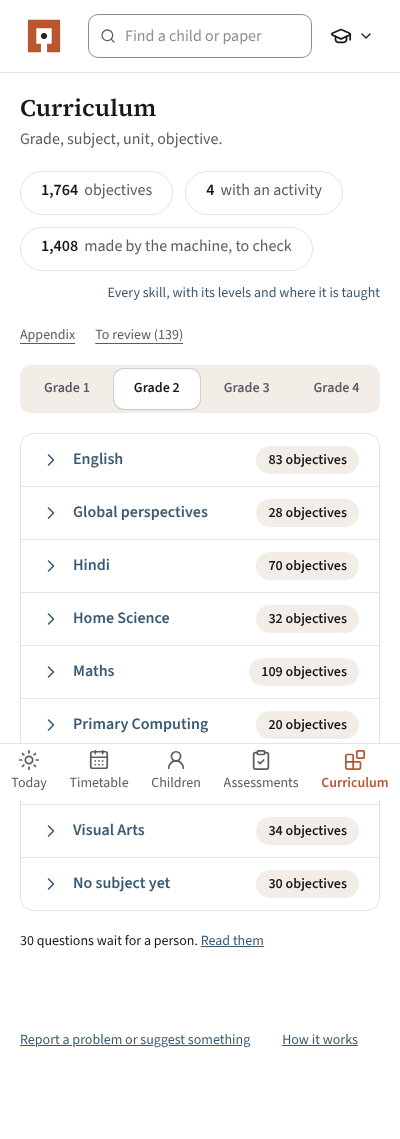 Find a child or paper
Curriculum
Grade, subject, unit, objective.
1,764 objectives
4 with an activity
1,408 made by the machine, to check
Every skill, with its levels and where it is taught
Appendix
To review (139)
Grade 1
Grade 2
Grade 3
Grade 4
English
83 objectives
Global perspectives
28 objectives
Hindi
70 objectives
Home Science
32 objectives
Maths
109 objectives
Primary Computing
20 objectives
Today
Timetable
Children
Assessments
Curriculum
Visual Arts
34 objectives
No subject yet
30 objectives
30 questions wait for a person. Read them
Report a problem or suggest something
How it works